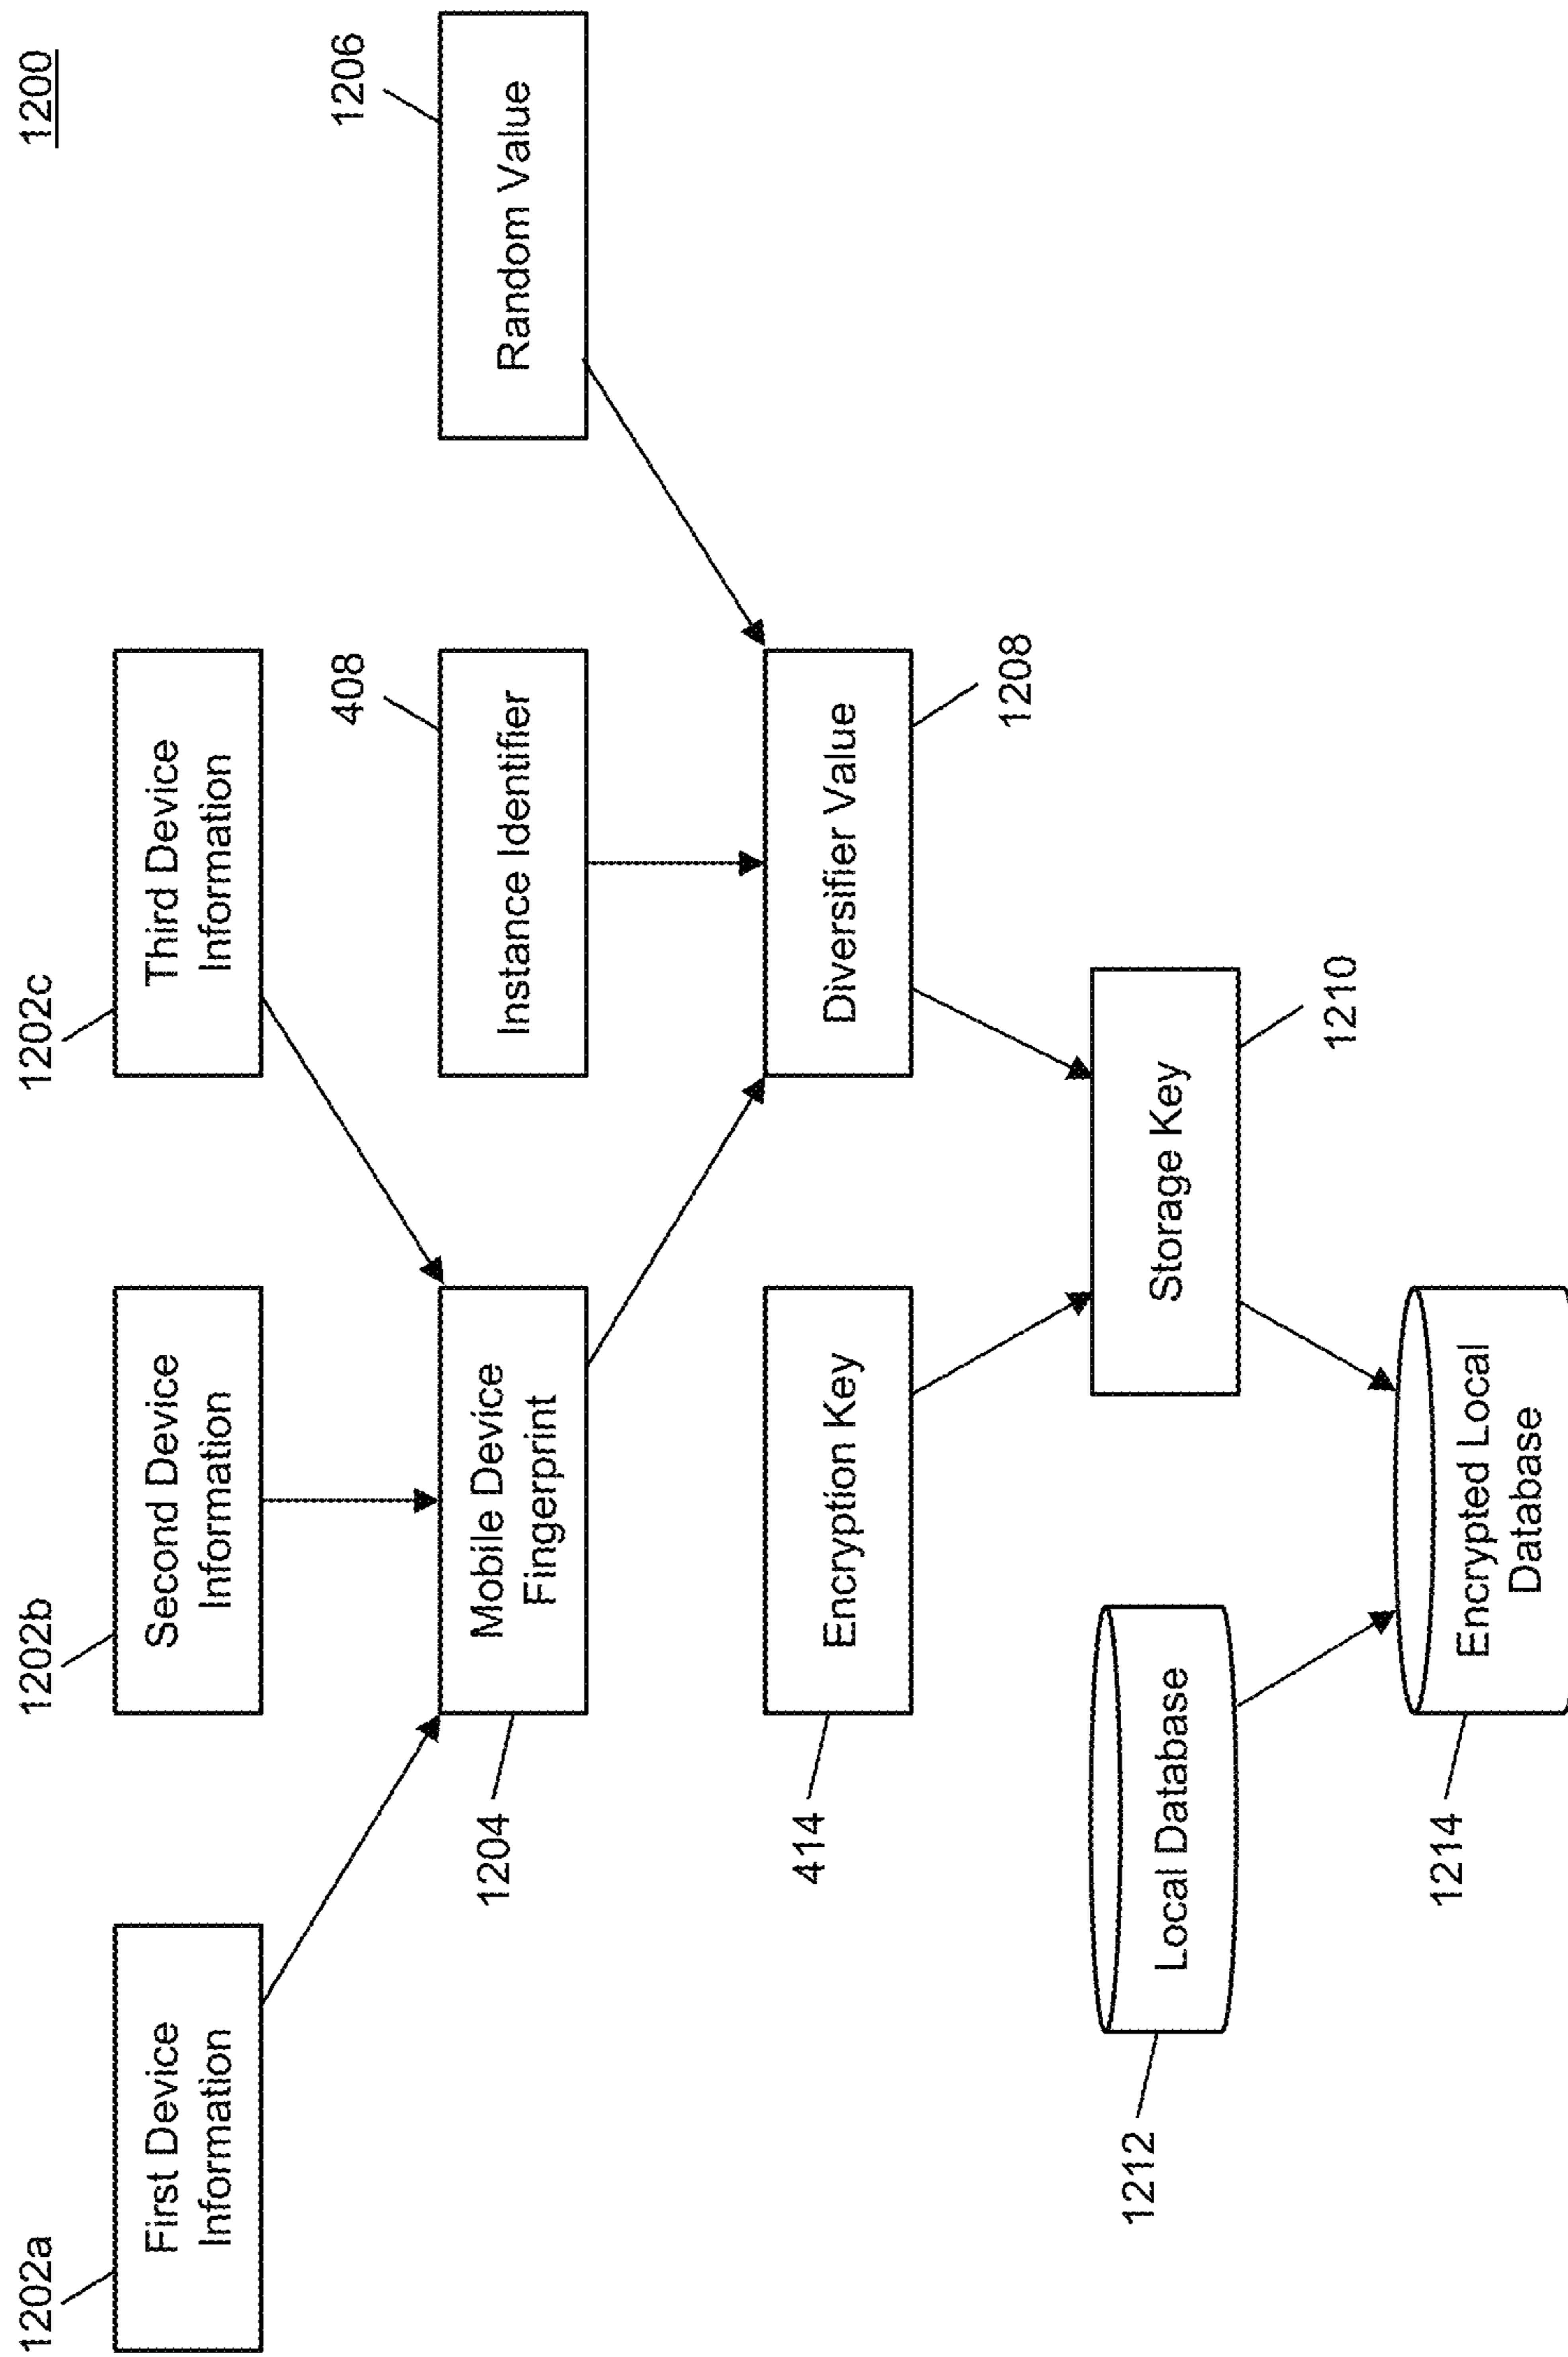 1200
1202a
1202b
1202c
First Device
Information
Second Device
Information
Third Device
Information
1206
408
Mobile Device
Fingerprint
Instance Identifier
Random Value
1204
414
Encryption Key
Diversifier Value
1208
1212
Local Database
Storage Key
1210
1214
Encrypted Local
Database